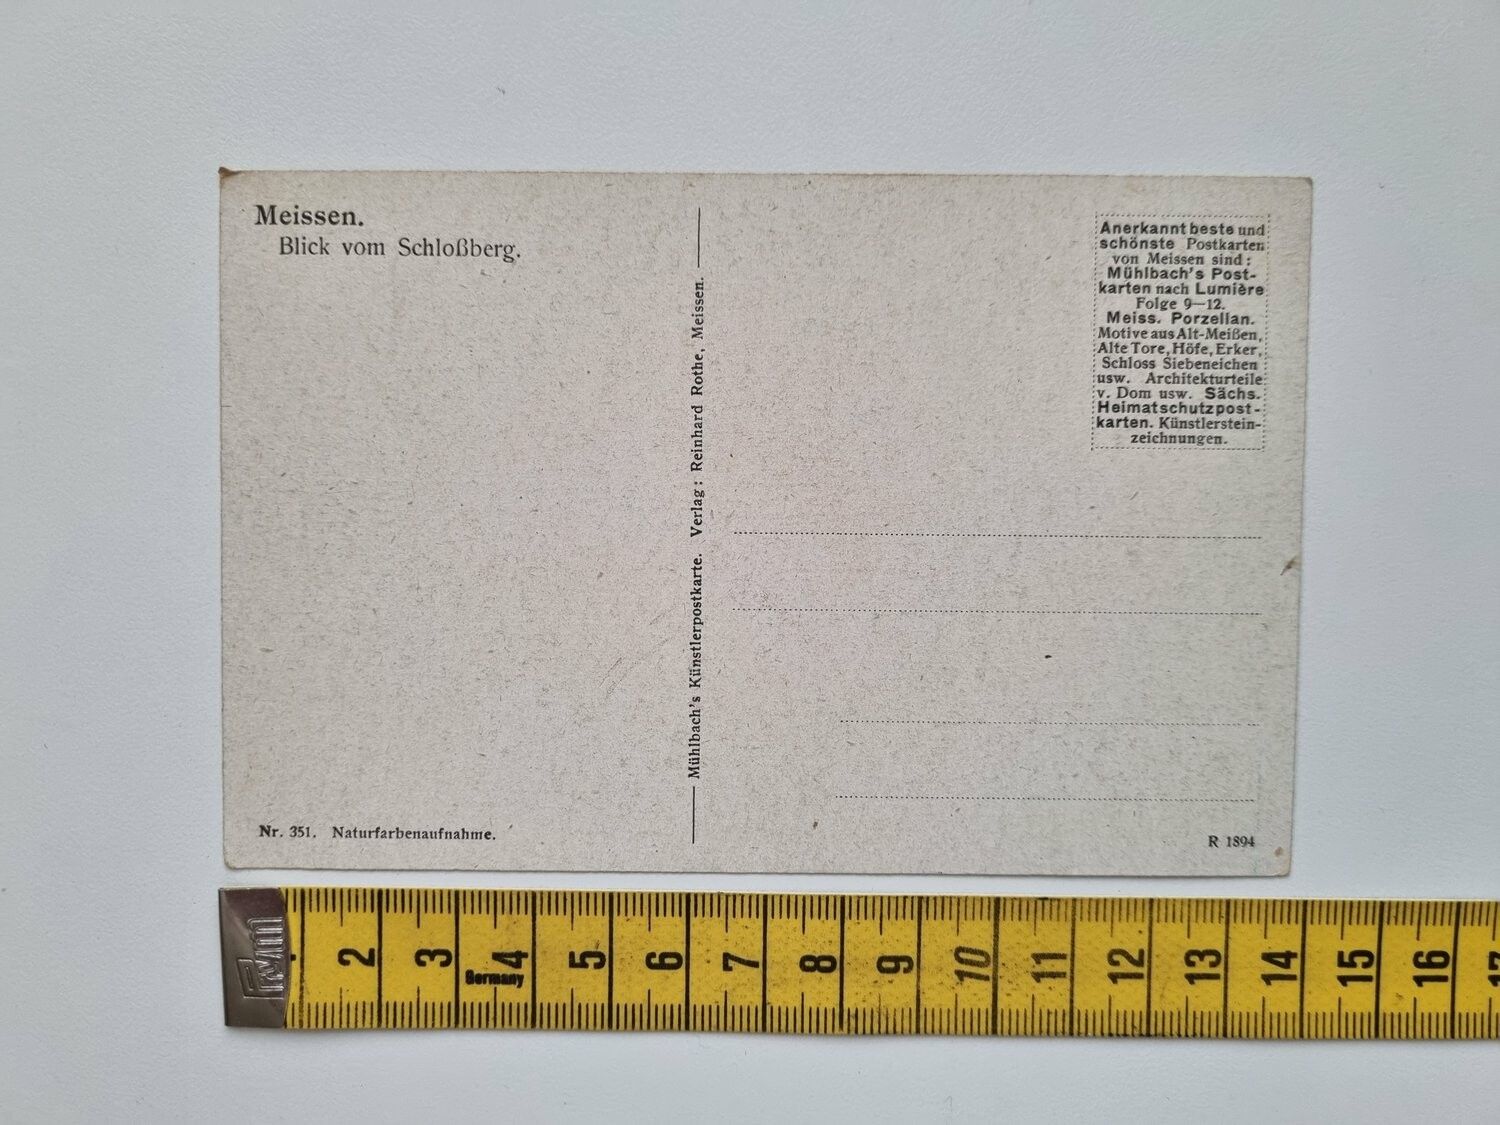 Meissen.
Blick vom Schloßberg.
Anerkannt beste und
schönste Postkarten
von Meissen sind:
Mühlbach's Post-
karten nach Lumière
Folge 9—12.
Meiss. Porzellan.
Motive aus Alt-Meißen,
Alte Tore, Höfe, Erker,
Schloss Siebeneichen
usw. Architekturteile
v. Dom usw. Sächs.
Heimatschutzpost-
karten. Künstlerstein-
zeichnungen.
Mühlbach's Künstlerpostkarte. Verlag: Reinhard Rothe, Meissen.
Nr. 351. Naturfarbenaufnahme.
R 1894
Prym
2 3 4 5 6 7 8 9 10 11 12 13 14 15 16 17
Germany